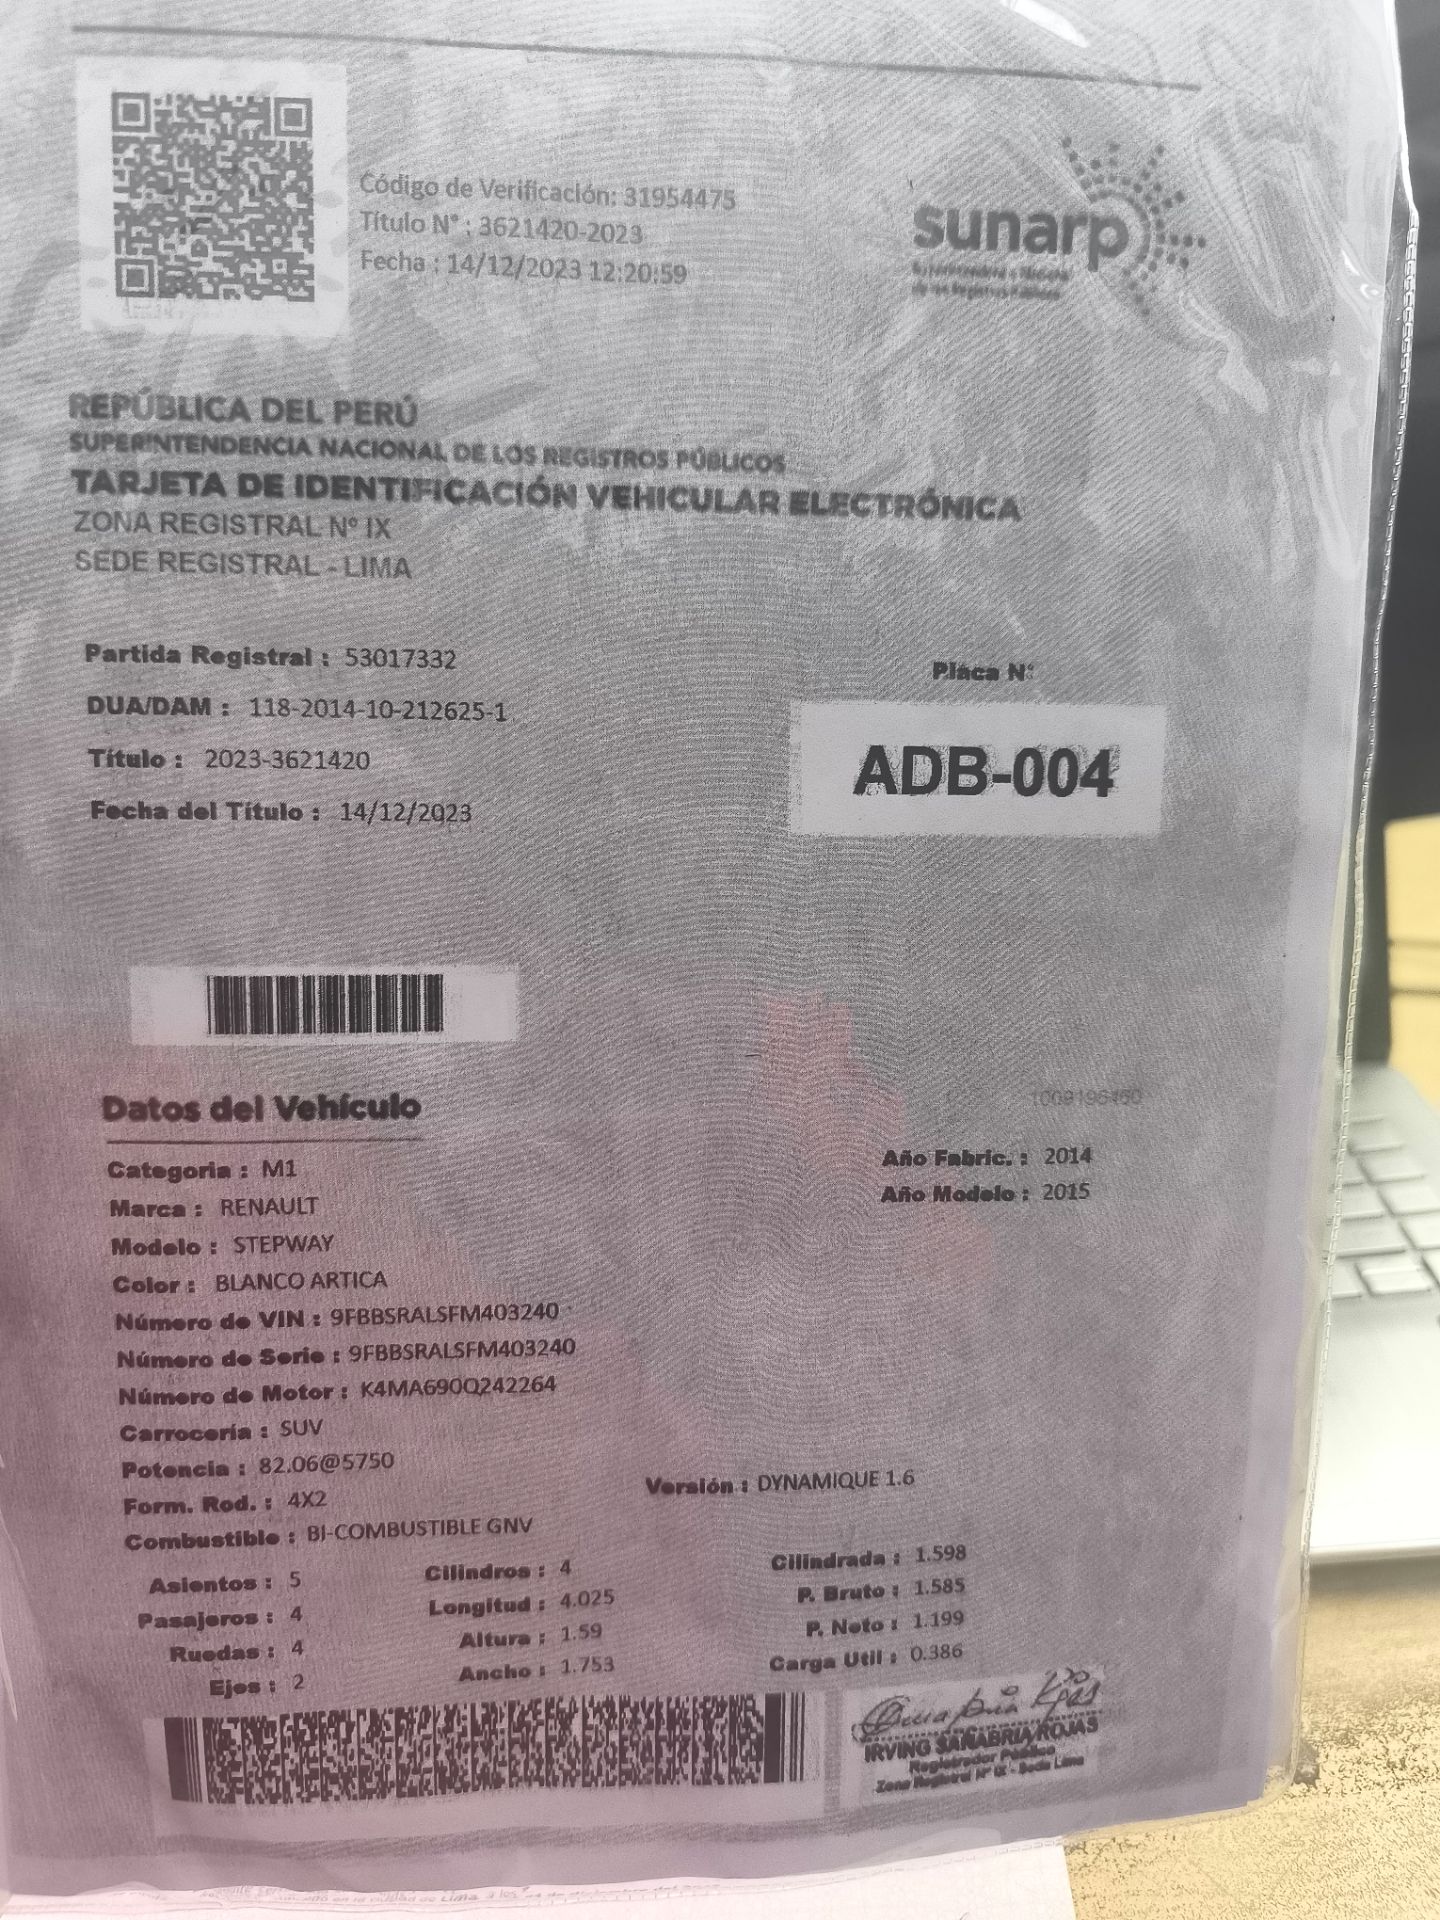 Código de Verificación: 31954475
Título N° : 3621420-2023
Fecha : 14/12/2023 12:20:59
sunarp
Superintendencia Nacional
de los Registros Públicos
REPÚBLICA DEL PERÚ
SUPERINTENDENCIA NACIONAL DE LOS REGISTROS PÚBLICOS
TARJETA DE IDENTIFICACIÓN VEHICULAR ELECTRÓNICA
ZONA REGISTRAL N° IX
SEDE REGISTRAL - LIMA
Partida Registral : 53017332
DUA/DAM : 118-2014-10-212625-1
Título : 2023-3621420
Fecha del Título : 14/12/2023
Placa N°
ADB-004
Datos del Vehículo
Categoria : M1
Marca : RENAULT
Modelo : STEPWAY
Color : BLANCO ARTICA
Número de VIN : 9FBBSRALSFM403240
Número de Serie : 9FBBSRALSFM403240
Número de Motor : K4MA690Q242264
Carrocería : SUV
Potencia : 82.06@5750
Form. Rod. : 4X2
Combustible : BI-COMBUSTIBLE GNV
Año Fabric. : 2014
Año Modelo : 2015
Versión : DYNAMIQUE 1.6
Asientos : 5
Pasajeros : 4
Ruedas : 4
Ejes : 2
Cilindros : 4
Longitud : 4.025
Altura : 1.59
Ancho : 1.753
Cilindrada : 1.598
P. Bruto : 1.585
P. Neto : 1.199
Carga Util : 0.386
IRVING SANABRIA ROJAS
Registrador Público
Zona Registral N° IX - Sede Lima